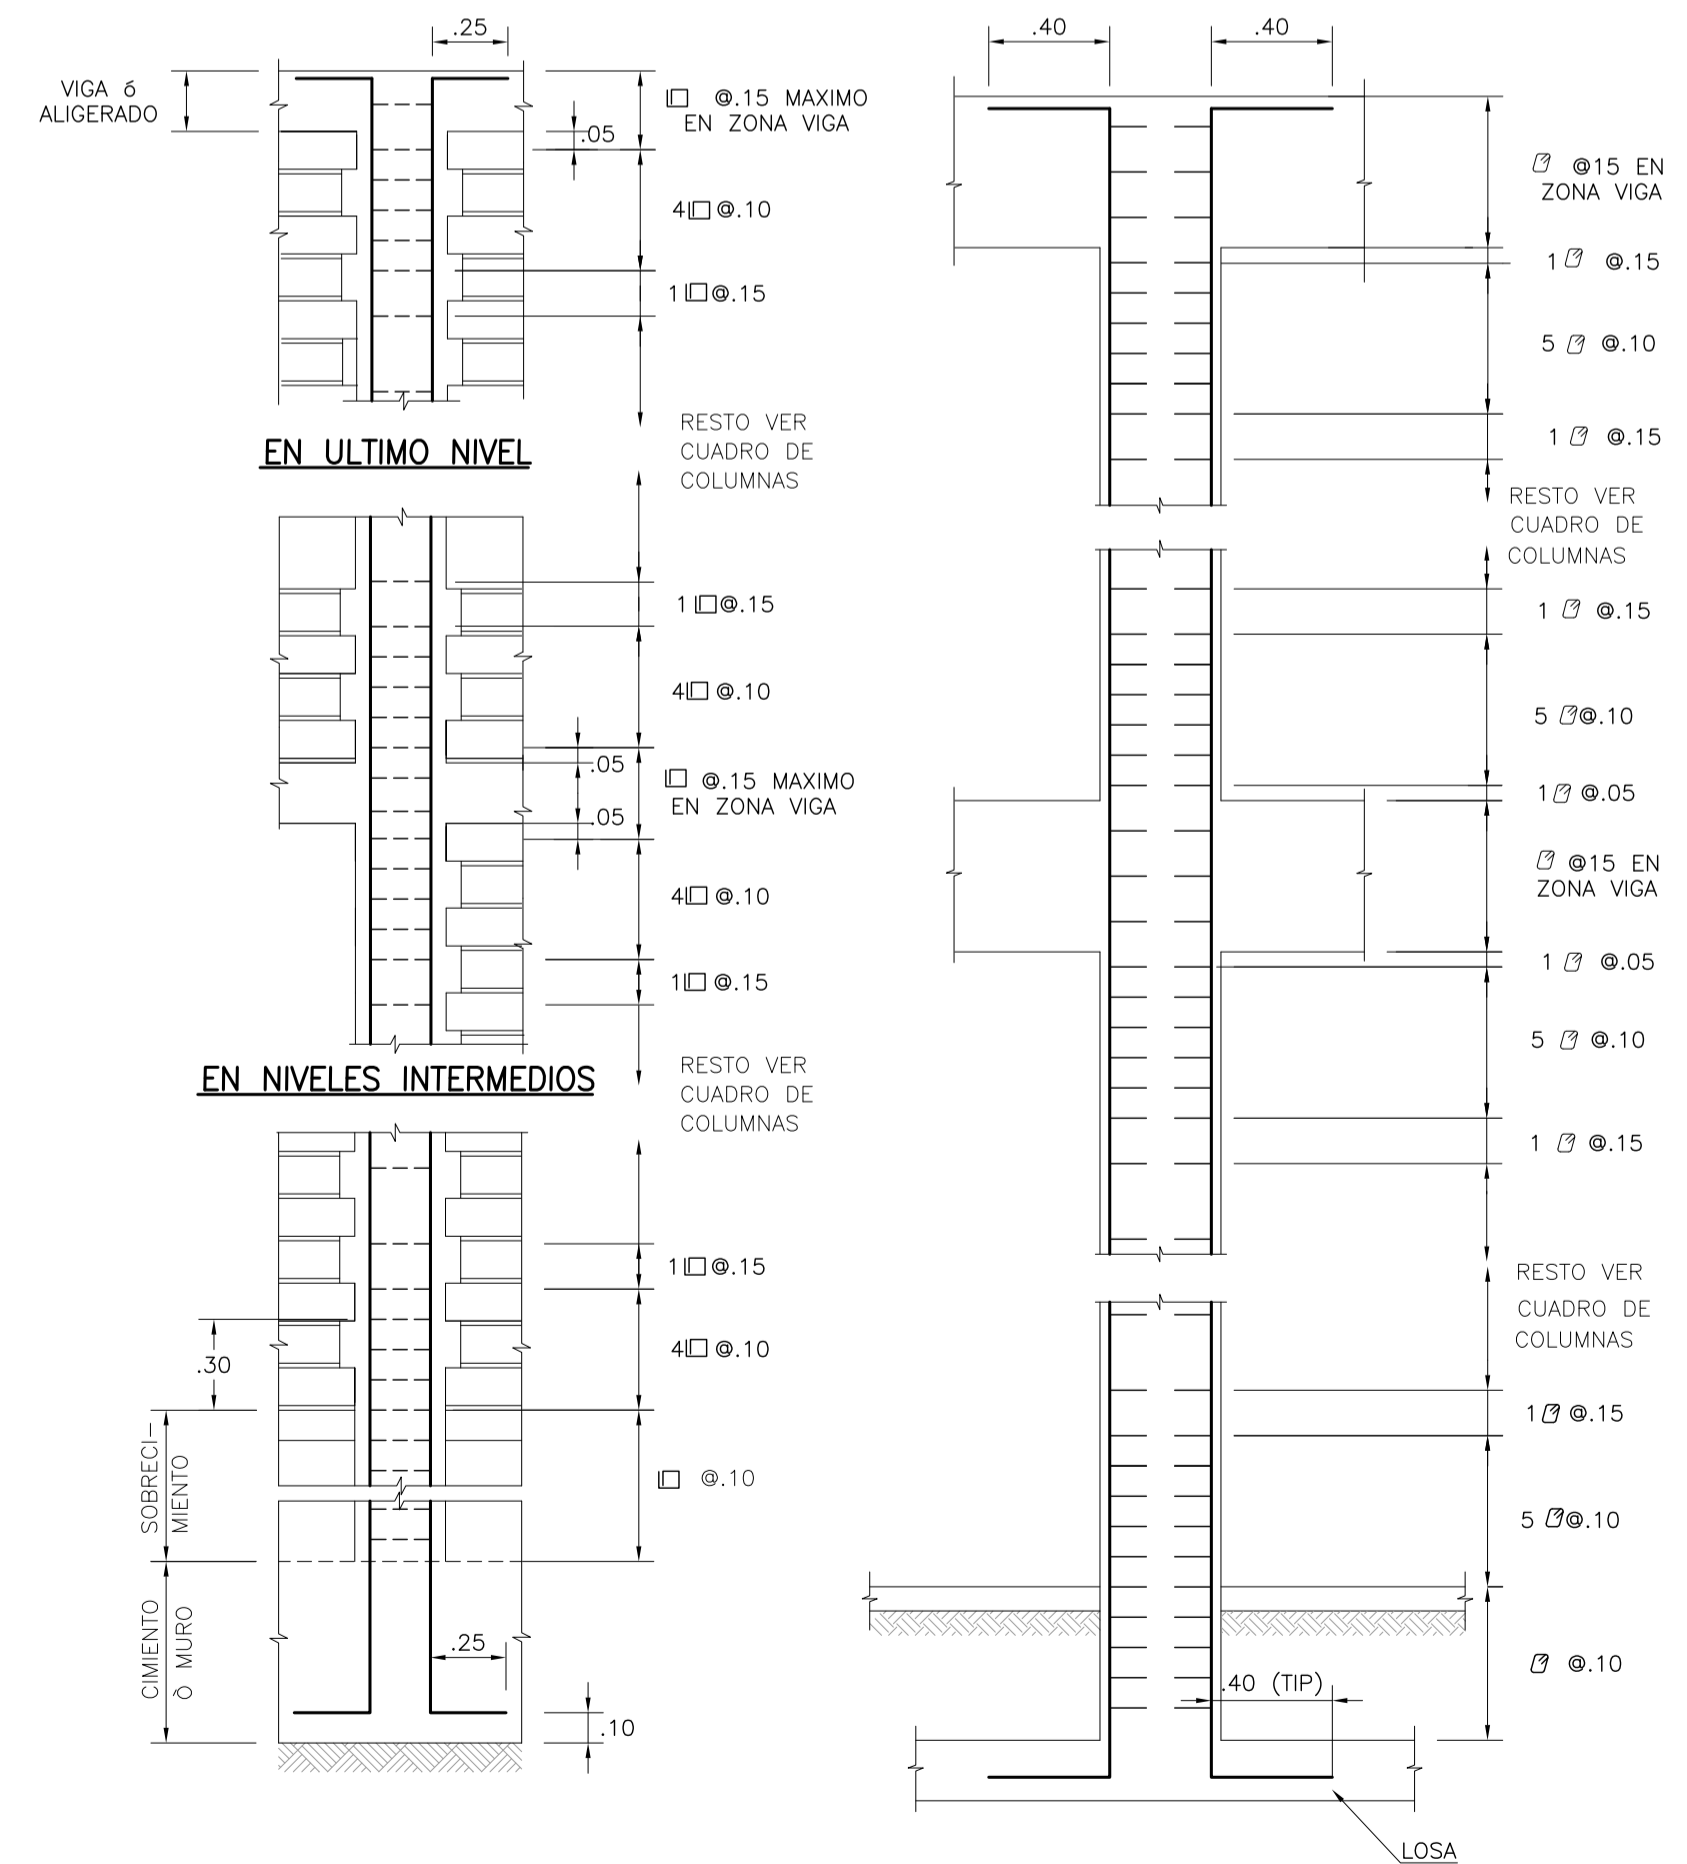 .25
VIGA ó
ALIGERADO
@.15 MAXIMO
EN ZONA VIGA
.05
4 @.10
1 @.15
RESTO VER
CUADRO DE
COLUMNAS
EN ULTIMO NIVEL
1 @.15
4 @.10
.05
@.15 MAXIMO
EN ZONA VIGA
.05
4 @.10
1 @.15
EN NIVELES INTERMEDIOS
RESTO VER
CUADRO DE
COLUMNAS
1 @.15
4 @.10
.30
SOBRECI-
MIENTO
@.10
CIMIENTO
Ò MURO
.25
.10
.40
.40
@15 EN
ZONA VIGA
1 @.15
5 @.10
1 @.15
RESTO VER
CUADRO DE
COLUMNAS
1 @.15
5 @.10
1 @.05
@15 EN
ZONA VIGA
1 @.05
5 @.10
1 @.15
RESTO VER
CUADRO DE
COLUMNAS
1 @.15
5 @.10
@.10
.40 (TIP)
LOSA